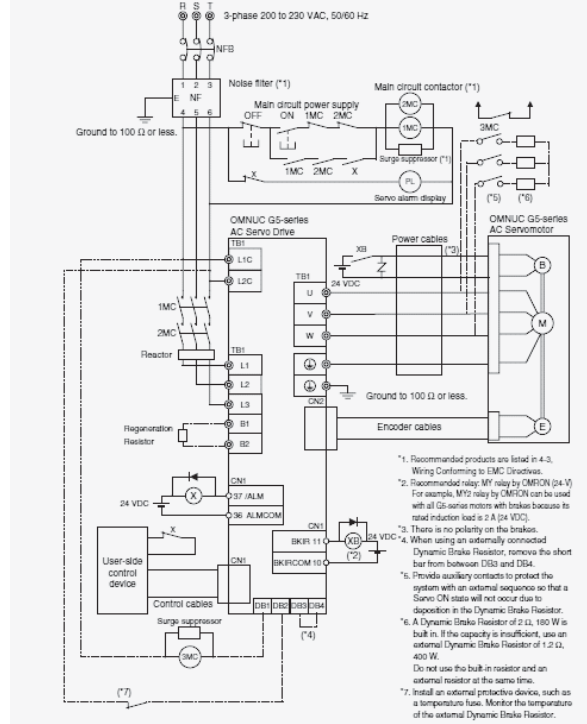 R S T
3-phase 200 to 230 VAC, 50/60 Hz
NFB
1 2 3
E NF
4 5 6
Noise filter (*1)
Ground to 100 Ω or less.
Main circuit power supply
OFF ON 1MC 2MC
Main circuit contactor (*1)
2MC
1MC
Surge suppressor (*1)
1MC 2MC X
X
PL
Servo alarm display
3MC
(*5) (*6)
OMNUC G5-series
AC Servo Drive
OMNUC G5-series
AC Servomotor
TB1
L1C
L2C
XB
24 VDC
Power cables
(*3)
B
TB1
U
V
W
M
1MC
2MC
Reactor
TB1
L1
L2
L3
B1
B2
Regeneration
Resistor
Ground to 100 Ω or less.
CN2
Encoder cables
E
CN1
37 /ALM
36 ALMCOM
X
24 VDC
CN1
BKIR 11
BKIRCOM 10
XB
(*2)
24 VDC
X
User-side
control
device
CN1
Control cables
DB1 DB2 DB3 DB4
(*4)
Surge suppressor
3MC
(*7)
*1. Recommended products are listed in 4-3,
Wiring Conforming to EMC Directives.
*2. Recommended relay: MY relay by OMRON (24-V)
For example, MY2 relay by OMRON can be used
with all G5-series motors with brakes because its
rated induction load is 2 A (24 VDC).
*3. There is no polarity on the brakes.
*4. When using an externally connected
Dynamic Brake Resistor, remove the short
bar from between DB3 and DB4.
*5. Provide auxiliary contacts to protect the
system with an external sequence so that a
Servo ON state will not occur due to
deposition in the Dynamic Brake Resistor.
*6. A Dynamic Brake Resistor of 2 Ω, 180 W is
built in. If the capacity is insufficient, use an
external Dynamic Brake Resistor of 1.2 Ω,
400 W.
Do not use the built-in resistor and an
external resistor at the same time.
*7. Install an external protective device, such as
a temperature fuse. Monitor the temperature
of the external Dynamic Brake Resistor.